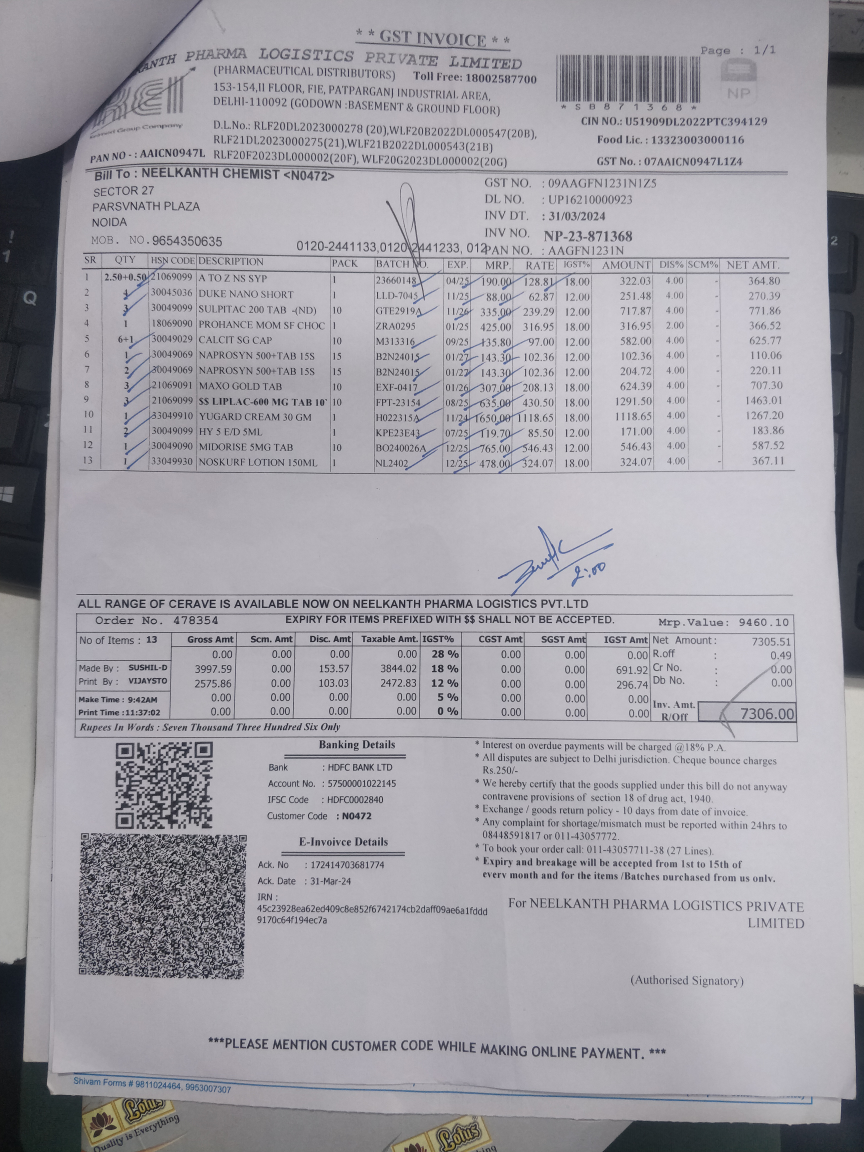 * * GST INVOICE * *
Page : 1/1
KANTH PHARMA LOGISTICS PRIVATE LIMITED
(PHARMACEUTICAL DISTRIBUTORS) Toll Free: 18002587700
153-154,II FLOOR, FIE, PATPARGANJ INDUSTRIAL AREA,
DELHI-110092 (GODOWN :BASEMENT & GROUND FLOOR)
*S8871368*
NP
CIN NO.: U51909DL2022PTC394129
D.L.No.: RLF20DL2023000278 (20),WLF20B2022DL000547(20B),
RLF21DL2023000275(21),WLF21B2022DL000543(21B)
RLF20F2023DL000002(20F), WLF20G2023DL000002(20G)
Food Lic. : 13323003000116
PAN NO- : AAICN0947L
GST No. : 07AAICN0947L1Z4
Bill To : NEELKANTH CHEMIST <N0472>
SECTOR 27
PARSVNATH PLAZA
NOIDA
MOB. NO.9654350635
0120-2441133,0120-2441233, 012
GST NO. : 09AAGFN1231N1Z5
DL NO. : UP16210000923
INV DT. : 31/03/2024
INV NO. NP-23-871368
PAN NO. : AAGFN1231N
SR QTY HSN CODE DESCRIPTION PACK BATCH NO. EXP. MRP. RATE IGST% AMOUNT DIS% SCM% NET AMT.
1 2.50+0.50 21069099 A TO Z NS SYP 1 23660148 04/25 190.00 128.81 18.00 322.03 4.00 - 364.80
2 4 30045036 DUKE NANO SHORT 1 LLD-7045 11/25 88.00 62.87 12.00 251.48 4.00 - 270.39
3 3 30049099 SULPITAC 200 TAB -(ND) 10 GTE2919A 11/26 335.00 239.29 12.00 717.87 4.00 - 771.86
4 1 18069090 PROHANCE MOM SF CHOC 1 ZRA0295 01/25 425.00 316.95 18.00 316.95 2.00 - 366.52
5 6+1 30049029 CALCIT SG CAP 10 M313316 09/25 135.80 97.00 12.00 582.00 4.00 - 625.77
6 1 30049069 NAPROSYN 500+TAB 15S 15 B2N24015 01/27 143.30 102.36 12.00 102.36 4.00 - 110.06
7 2 30049069 NAPROSYN 500+TAB 15S 15 B2N24015 01/27 143.30 102.36 12.00 204.72 4.00 - 220.11
8 3 21069091 MAXO GOLD TAB 10 EXF-0417 01/26 307.00 208.13 18.00 624.39 4.00 - 707.30
9 3 21069099 $$ LIPLAC-600 MG TAB 10' 10 FPT-23154 08/25 635.00 430.50 18.00 1291.50 4.00 - 1463.01
10 1 33049910 YUGARD CREAM 30 GM 1 H022315A 11/24 1650.00 1118.65 18.00 1118.65 4.00 - 1267.20
11 2 30049099 HY 5 E/D 5ML 1 KPE23E43 07/25 119.70 85.50 12.00 171.00 4.00 - 183.86
12 1 30049090 MIDORISE 5MG TAB 10 BO240026A 12/25 765.00 546.43 12.00 546.43 4.00 - 587.52
13 1 33049930 NOSKURF LOTION 150ML 1 NL2402 12/25 478.00 324.07 18.00 324.07 4.00 - 367.11
2:00
ALL RANGE OF CERAVE IS AVAILABLE NOW ON NEELKANTH PHARMA LOGISTICS PVT.LTD
Order No. 478354 EXPIRY FOR ITEMS PREFIXED WITH $$ SHALL NOT BE ACCEPTED. Mrp.Value: 9460.10
No of Items : 13 Gross Amt Scm. Amt Disc. Amt Taxable Amt. IGST% CGST Amt SGST Amt IGST Amt Net Amount : 7305.51
0.00 0.00 0.00 0.00 28 % 0.00 0.00 0.00 R.off : 0.49
Made By : SUSHIL-D 3997.59 0.00 153.57 3844.02 18 % 0.00 0.00 691.92 Cr No. : 0.00
Print By : VIJAYSTO 2575.86 0.00 103.03 2472.83 12 % 0.00 0.00 296.74 Db No. : 0.00
Make Time : 9:42AM 0.00 0.00 0.00 0.00 5 % 0.00 0.00 0.00
Print Time :11:37:02 0.00 0.00 0.00 0.00 0 % 0.00 0.00 0.00 Inv. Amt. R/Off 7306.00
Rupees In Words : Seven Thousand Three Hundred Six Only
Banking Details
Bank : HDFC BANK LTD
Account No. : 57500001022145
IFSC Code : HDFC0002840
Customer Code : N0472
E-Invoivce Details
Ack. No : 172414703681774
Ack. Date : 31-Mar-24
IRN :
45c23928ea62ed409c8e852f6742174cb2daff09ae6a1fddd
9170c64f194ec7a
* Interest on overdue payments will be charged @18% P.A.
* All disputes are subject to Delhi jurisdiction. Cheque bounce charges
Rs.250/-
* We hereby certify that the goods supplied under this bill do not anyway
contravene provisions of section 18 of drug act, 1940.
* Exchange / goods return policy - 10 days from date of invoice.
* Any complaint for shortage/mismatch must be reported within 24hrs to
08448591817 or 011-43057772.
* To book your order call: 011-43057711-38 (27 Lines).
* Expiry and breakage will be accepted from 1st to 15th of
every month and for the items /Batches purchased from us only.
For NEELKANTH PHARMA LOGISTICS PRIVATE
LIMITED
(Authorised Signatory)
***PLEASE MENTION CUSTOMER CODE WHILE MAKING ONLINE PAYMENT. ***
Shivam Forms # 9811024464, 9953007307
Lotus
Quality is Everything
Lotus